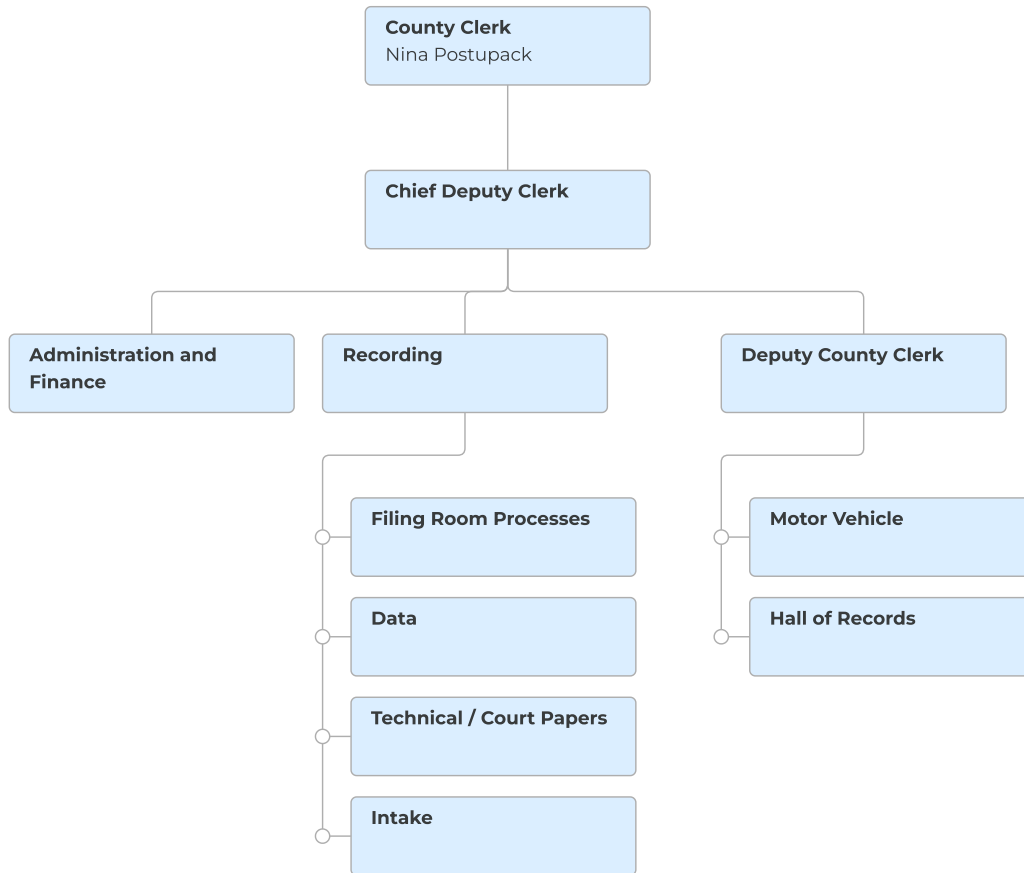 County Clerk
Nina Postupack
Chief Deputy Clerk
Administration and
Finance
Recording
Deputy County Clerk
Filing Room Processes
Motor Vehicle
Data
Hall of Records
Technical / Court Papers
Intake